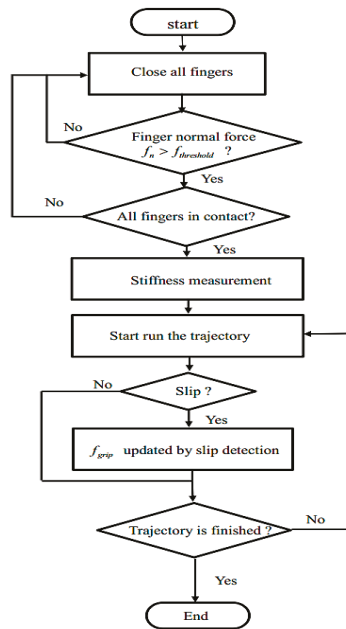 start
Close all fingers
No
Finger normal force
fn > fthreshold ?
Yes
No
All fingers in contact?
Yes
Stiffness measurement
Start run the trajectory
No
Slip ?
Yes
fgrip updated by slip detection
Trajectory is finished ?
No
Yes
End